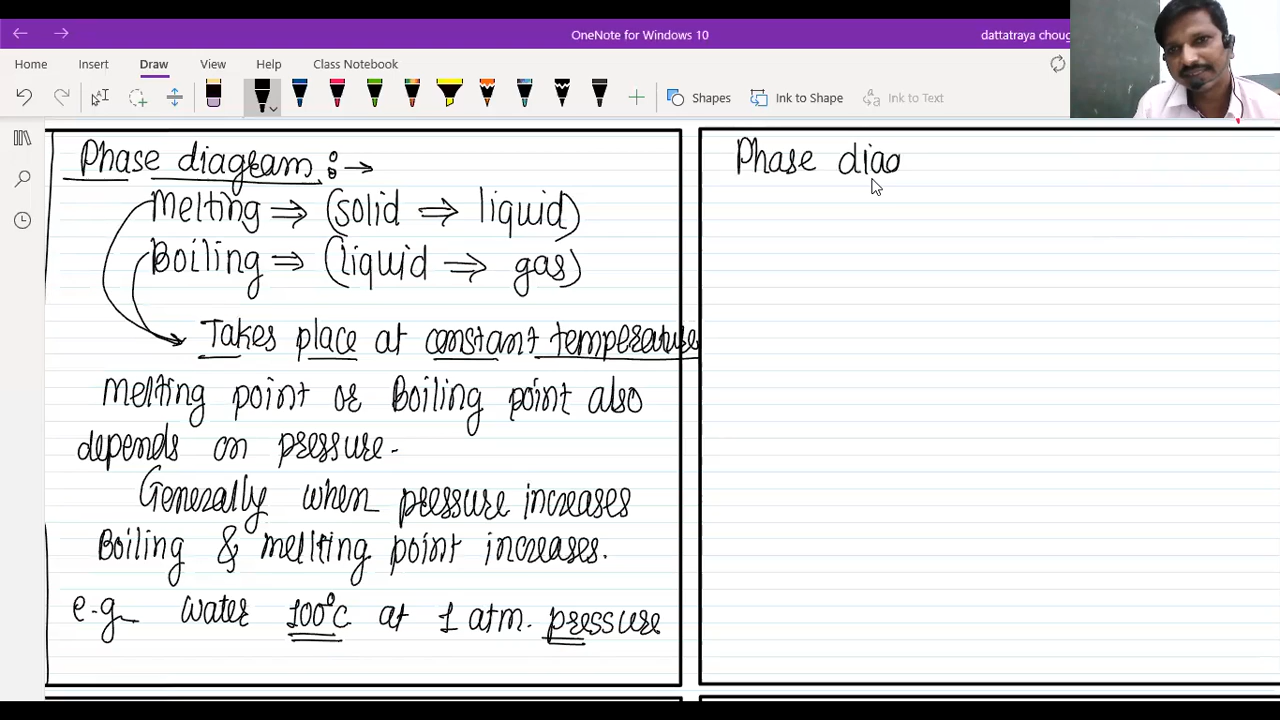 OneNote for Windows 10
dattatraya choug
Home Insert Draw View Help Class Notebook
Shapes Ink to Shape Ink to Text
Phase diagram :→
Melting ⇒ (solid ⇒ liquid)
Boiling ⇒ (liquid ⇒ gas)
Takes place at constant temperature
Melting point or Boiling point also
depends on pressure.
Generally when pressure increases
Boiling & mellting point increases.
e.g. water 100°C at 1 atm. pressure
Phase diag